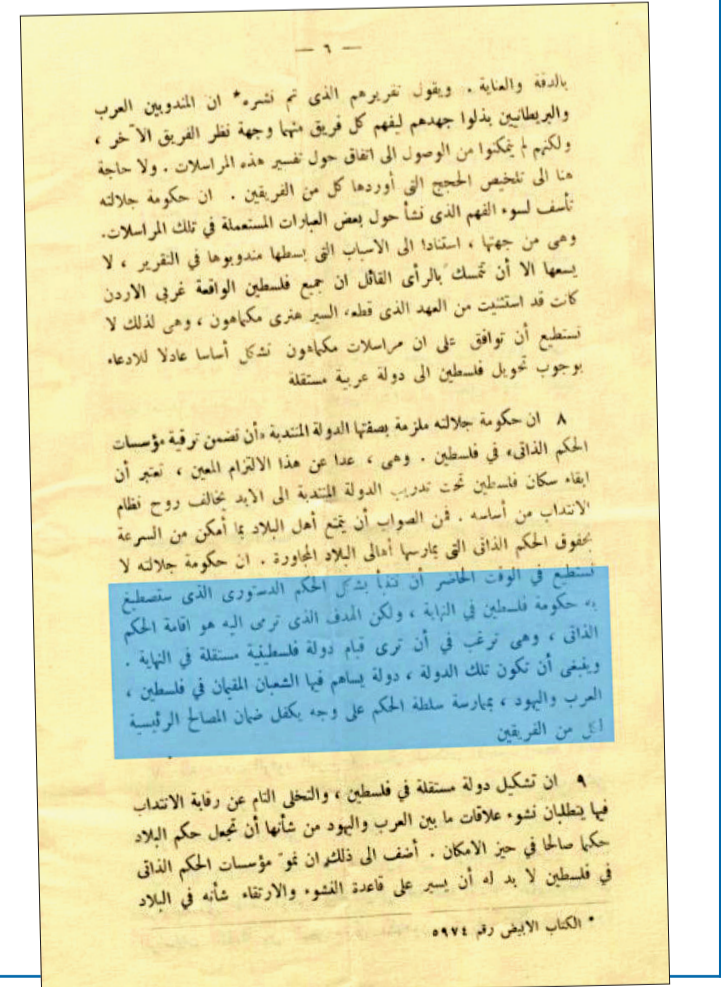 — ٦ —
بالدقة والعناية . ويقول تقريرهم الذى تم نشره* ان المندوبين العرب
والبريطانيين بذلوا جهدهم ليفهم كل فريق منهما وجهة نظر الفريق الآخر ،
ولكنهم لم يتمكنوا من الوصول الى اتفاق حول تفسير هذه المراسلات . ولا حاجة
هنا الى تلخيص الحجج التى أوردها كل من الفريقين . ان حكومة جلالته
تأسف لسوء الفهم الذى نشأ حول بعض العبارات المستعملة في تلك المراسلات.
وهى من جهتها ، استنادا الى الاسباب التى بسطها مندوبوها في التقرير ، لا
يسعها الا أن تتمسك بالرأى القائل ان جميع فلسطين الواقعة غربي الاردن
كانت قد استثنيت من العهد الذى قطعه السير هنرى مكماهون ، وهى لذلك لا
تستطيع أن توافق على ان مراسلات مكماهون تشكل أساسا عادلا للادعاء
بوجوب تحويل فلسطين الى دولة عربية مستقلة
٨ ان حكومة جلالته ملزمة بصفتها الدولة المنتدبة «أن تضمن ترقية مؤسسات
الحكم الذاتى» في فلسطين . وهى ، عدا عن هذا الالتزام المعين ، تعتبر أن
ابقاء سكان فلسطين تحت تدريب الدولة المنتدبة الى الابد يخالف روح نظام
الانتداب من أساسه . فمن الصواب أن يتمتع أهل البلاد بما أمكن من السرعة
بحقوق الحكم الذاتى التى يمارسها أهالى البلاد المجاورة . ان حكومة جلالته لا
تستطيع في الوقت الحاضر أن تتنبأ بشكل الحكم الدستورى الذى ستصطبغ
به حكومة فلسطين في النهاية ، ولكن الهدف الذى ترمى اليه هو اقامة الحكم
الذاتى ، وهى ترغب في أن ترى قيام دولة فلسطينية مستقلة في النهاية .
وينبغى أن تكون تلك الدولة ، دولة يساهم فيها الشعبان المقيمان في فلسطين ،
العرب واليهود ، بممارسة سلطة الحكم على وجه يكفل ضمان المصالح الرئيسية
لكل من الفريقين
٩ ان تشكيل دولة مستقلة في فلسطين ، والتخلى التام عن رقابة الانتداب
فيها يتطلبان نشوء علاقات ما بين العرب واليهود من شأنها أن تجعل حكم البلاد
حكما صالحا في حيز الامكان . أضف الى ذلك ان نمو مؤسسات الحكم الذاتى
في فلسطين لا بد له أن يسير على قاعدة النشوء والارتقاء شأنه في البلاد
* الكتاب الابيض رقم ٥٩٧٤